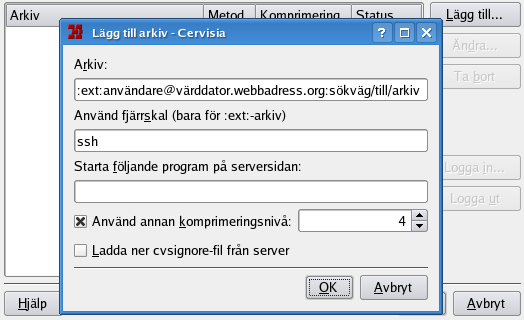 Arkiv Metod Komprimering Status
Lägg till...
Ändra...
Ta bort
Logga in...
Logga ut
Lägg till arkiv - Cervisia
Arkiv:
:ext:användare@värddator.webbadress.org:sökväg/till/arkiv
Använd fjärrskal (bara för :ext:-arkiv)
ssh
Starta följande program på serversidan:
Använd annan komprimeringsnivå: 4
Ladda ner cvsignore-fil från server
OK Avbryt
Hjälp Avbryt